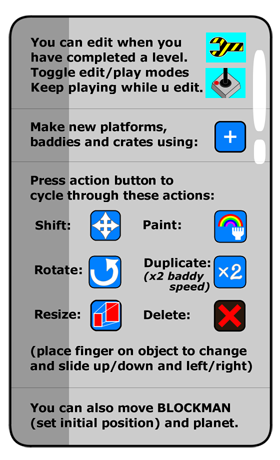 You can edit when you
have completed a level.
Toggle edit/play modes
Keep playing while u edit.
Make new platforms,
baddies and crates using: +
Press action button to
cycle through these actions:
Shift: Paint:
Rotate: Duplicate: ×2
(x2 baddy
speed)
Resize: Delete:
(place finger on object to change
and slide up/down and left/right)
You can also move BLOCKMAN
(set initial position) and planet.